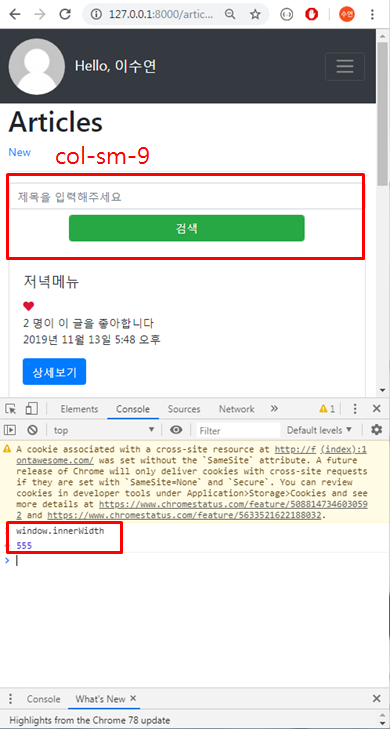 127.0.0.1:8000/artic...
수연
Hello, 이수연
Articles
New
col-sm-9
제목을 입력해주세요
검색
저녁메뉴
2 명이 이 글을 좋아합니다
2019년 11월 13일 5:48 오후
상세보기
Elements Console Sources Network » 1
top Filter Default levels
A cookie associated with a cross-site resource at http://f (index):1
ontawesome.com/ was set without the `SameSite` attribute. A future
release of Chrome will only deliver cookies with cross-site requests
if they are set with `SameSite=None` and `Secure`. You can review
cookies in developer tools under Application>Storage>Cookies and see
more details at https://www.chromestatus.com/feature/508814734603059
2 and https://www.chromestatus.com/feature/5633521622188032.
window.innerWidth
555
Console What's New
Highlights from the Chrome 78 update